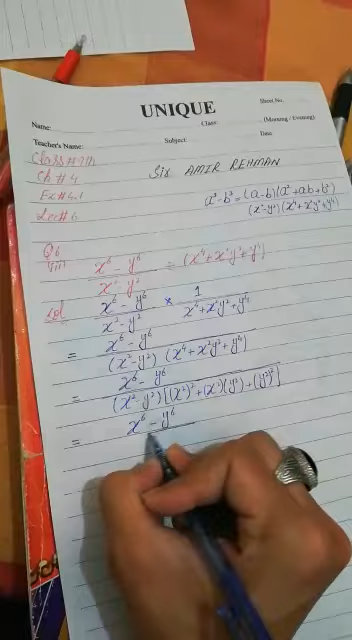 UNIQUE
Sheet No.
Name: Class: (Morning / Evening)
Teacher's Name: Subject: Date
Class # 9th
Ch # 4
Sir AMIR REHMAN
Ex # 4.1
Lec # 6
a³-b³ = (a-b)(a²+ab+b²)
(x²-y²)(x⁴+x²y²+y⁴)
Q6
(viii) x⁶-y⁶ / x²-y² ÷ (x⁴+x²y²+y⁴)
Sol x⁶-y⁶ / x²-y² × 1 / x⁴+x²y²+y⁴
= x⁶-y⁶ / (x²-y²) (x⁴+x²y²+y⁴)
= x⁶-y⁶ / (x²-y²)[(x²)²+(x²)(y²)+(y²)²]
= x⁶-y⁶